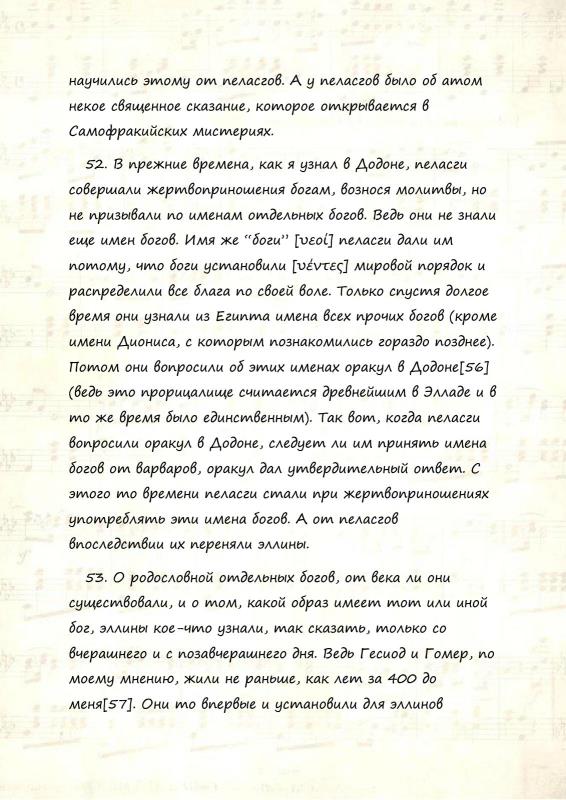 научились этому от пеласгов. А у пеласгов было об атом
некое священное сказание, которое открывается в
Самофракийских мистериях.
52. В прежние времена, как я узнал в Додоне, пеласги
совершали жертвоприношения богам, вознося молитвы, но
не призывали по именам отдельных богов. Ведь они не знали
еще имен богов. Имя же “боги” [υεοί] пеласги дали им
потому, что боги установили [υέντες] мировой порядок и
распределили все блага по своей воле. Только спустя долгое
время они узнали из Египта имена всех прочих богов (кроме
имени Диониса, с которым познакомились гораздо позднее).
Потом они вопросили об этих именах оракул в Додоне[56]
(ведь это прорицалище считается древнейшим в Элладе и в
то же время было единственным). Так вот, когда пеласги
вопросили оракул в Додоне, следует ли им принять имена
богов от варваров, оракул дал утвердительный ответ. С
этого то времени пеласги стали при жертвоприношениях
употреблять эти имена богов. А от пеласгов
впоследствии их переняли эллины.
53. О родословной отдельных богов, от века ли они
существовали, и о том, какой образ имеет тот или иной
бог, эллины кое-что узнали, так сказать, только со
вчерашнего и с позавчерашнего дня. Ведь Гесиод и Гомер, по
моему мнению, жили не раньше, как лет за 400 до
меня[57]. Они то впервые и установили для эллинов